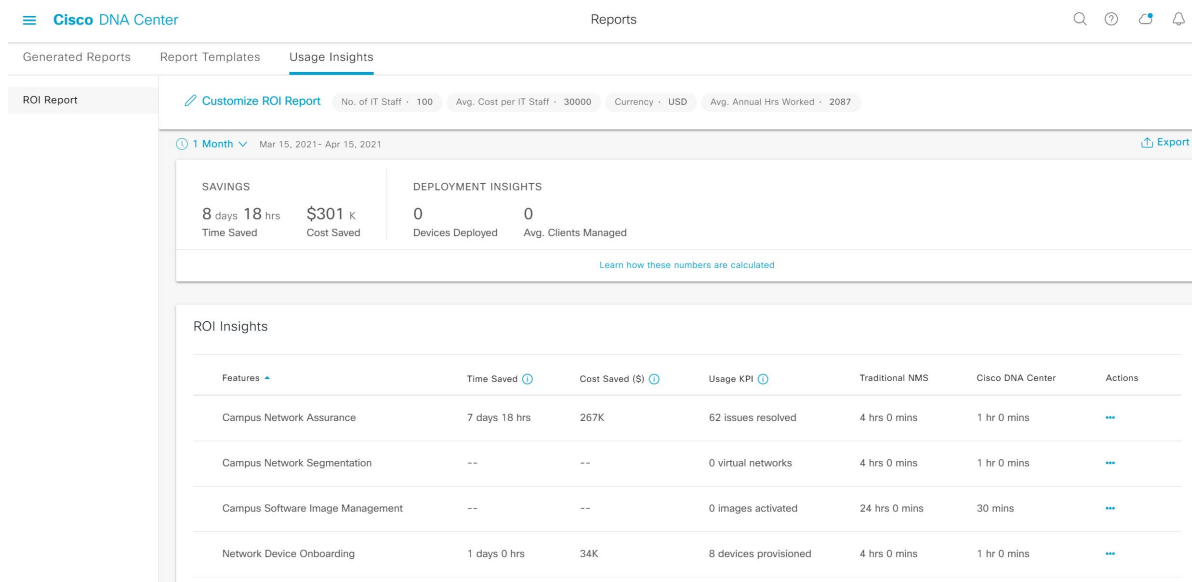 Cisco DNA Center
Reports
Generated Reports Report Templates Usage Insights
ROI Report
Customize ROI Report No. of IT Staff · 100 Avg. Cost per IT Staff · 30000 Currency · USD Avg. Annual Hrs Worked · 2087
1 Month Mar 15, 2021- Apr 15, 2021 Export
SAVINGS DEPLOYMENT INSIGHTS
8 days 18 hrs $301 K 0 0
Time Saved Cost Saved Devices Deployed Avg. Clients Managed
Learn how these numbers are calculated
ROI Insights
Features Time Saved Cost Saved ($) Usage KPI Traditional NMS Cisco DNA Center Actions
Campus Network Assurance 7 days 18 hrs 267K 62 issues resolved 4 hrs 0 mins 1 hr 0 mins
Campus Network Segmentation -- -- 0 virtual networks 4 hrs 0 mins 1 hr 0 mins
Campus Software Image Management -- -- 0 images activated 24 hrs 0 mins 30 mins
Network Device Onboarding 1 days 0 hrs 34K 8 devices provisioned 4 hrs 0 mins 1 hr 0 mins